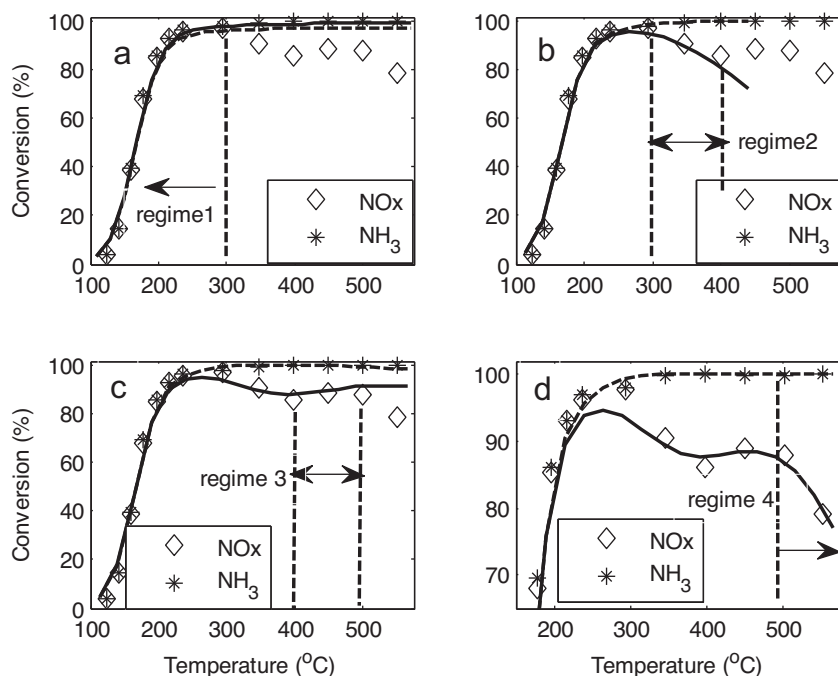 a
Conversion (%)
100
80
60
40
20
0
regime1
NOx
NH3
100 200 300 400 500
b
100
80
60
40
20
0
regime2
NOx
NH3
100 200 300 400 500
c
Conversion (%)
100
80
60
40
20
0
regime 3
NOx
NH3
100 200 300 400 500
Temperature (oC)
d
100
90
80
70
regime 4
NOx
NH3
200 300 400 500
Temperature (oC)